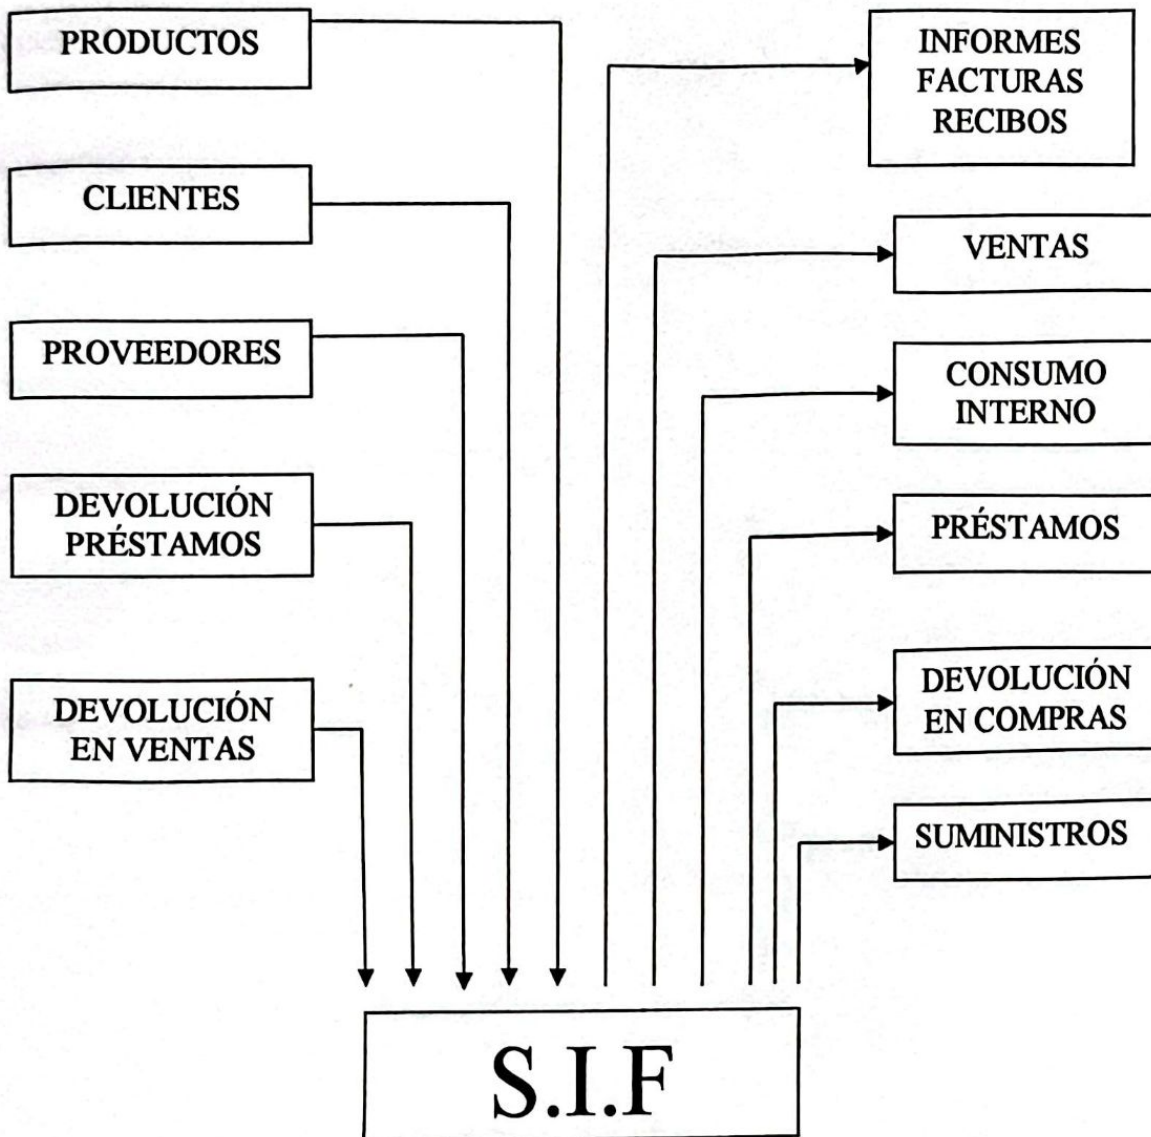 PRODUCTOS
CLIENTES
PROVEEDORES
DEVOLUCIÓN
PRÉSTAMOS
DEVOLUCIÓN
EN VENTAS
INFORMES
FACTURAS
RECIBOS
VENTAS
CONSUMO
INTERNO
PRÉSTAMOS
DEVOLUCIÓN
EN COMPRAS
SUMINISTROS
S.I.F